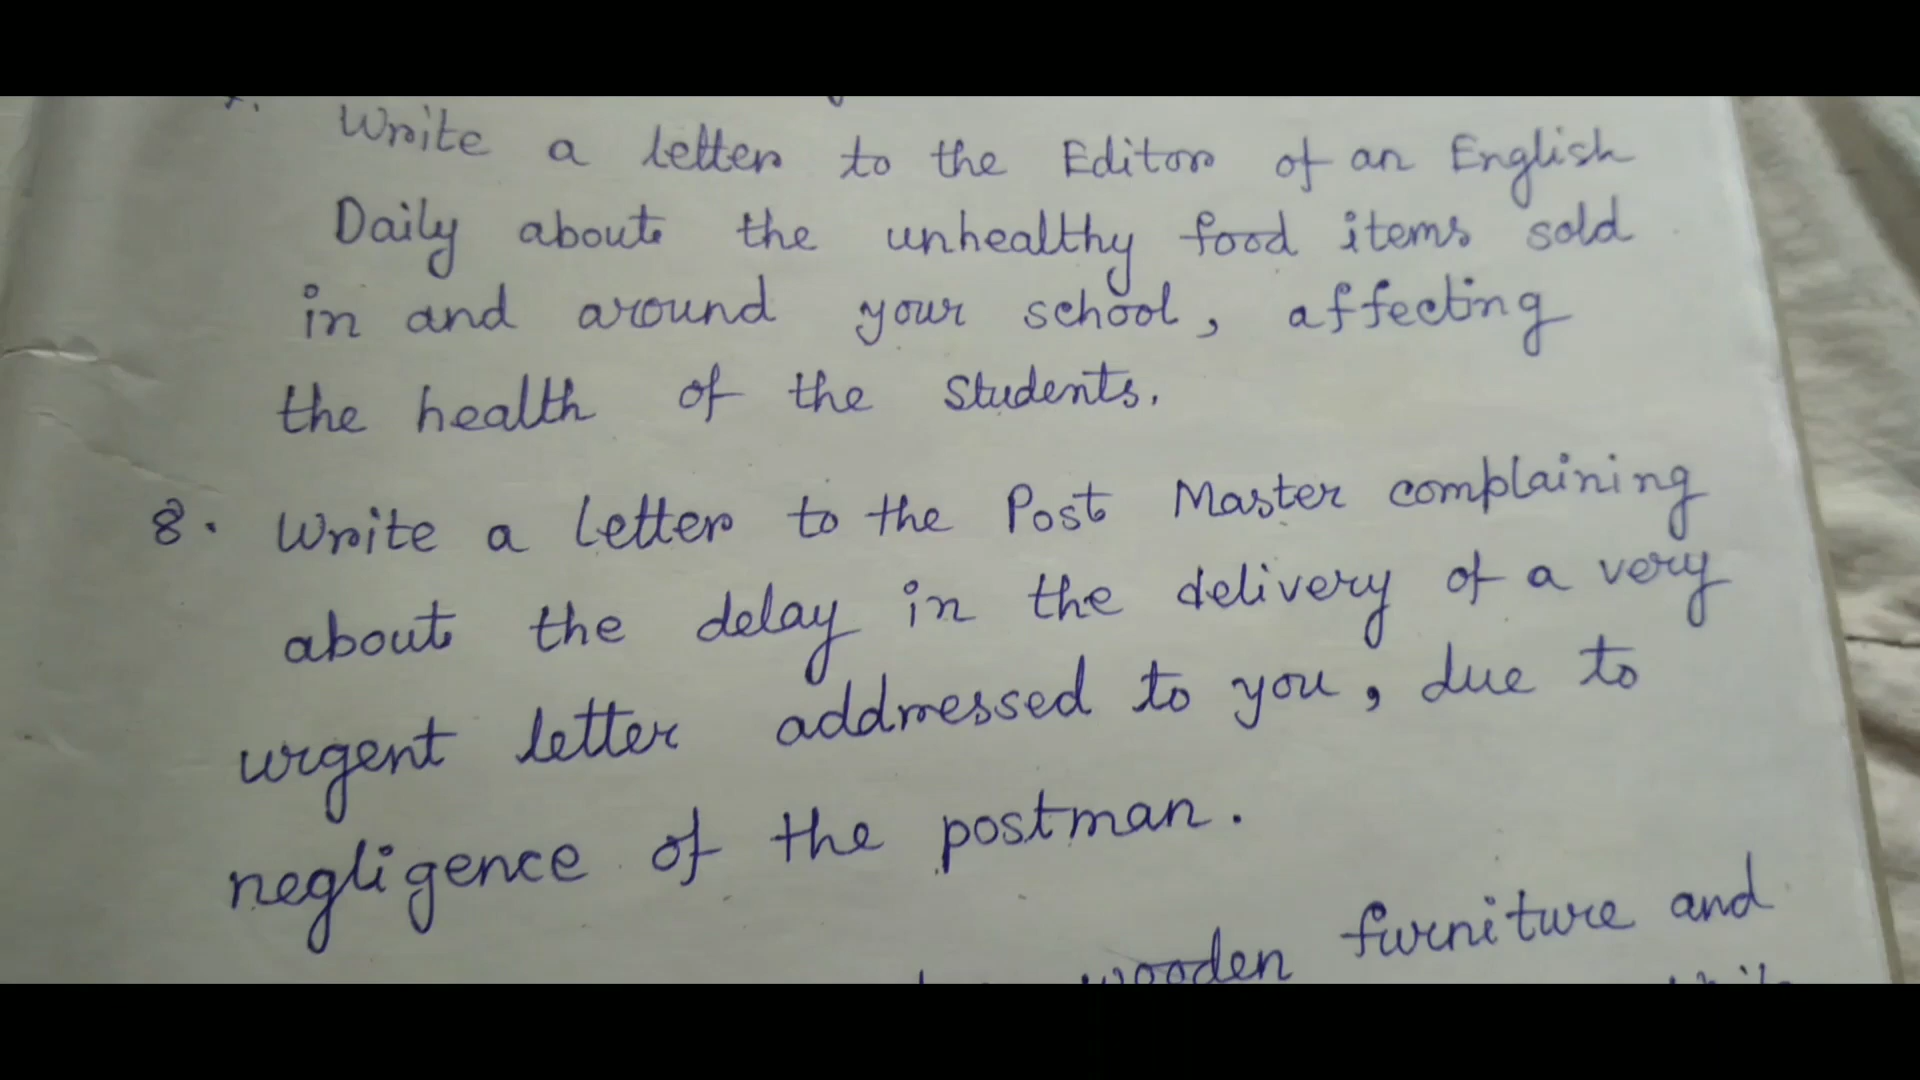 Write a letter to the Editor of an English
Daily about the unhealthy food items sold
in and around your school, affecting
the health of the students.
8. Write a letter to the Post Master complaining
about the delay in the delivery of a very
urgent letter addressed to you, due to
negligence of the postman.
wooden furniture and